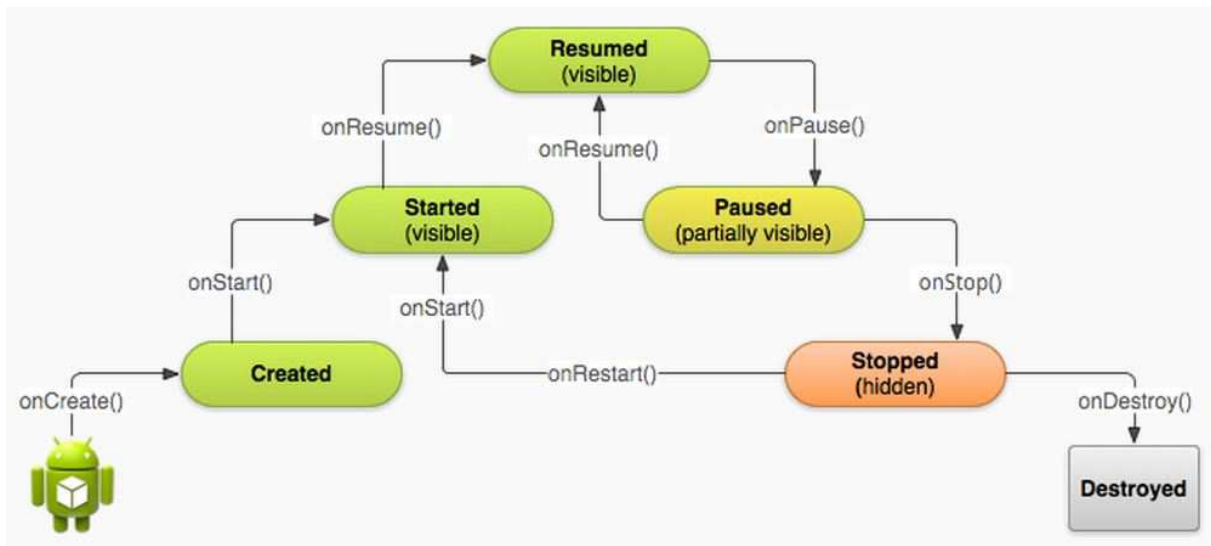 Resumed
(visible)
onResume()
onPause()
onResume()
Started
(visible)
Paused
(partially visible)
onStart()
onStop()
onStart()
Created
onRestart()
Stopped
(hidden)
onCreate()
onDestroy()
Destroyed